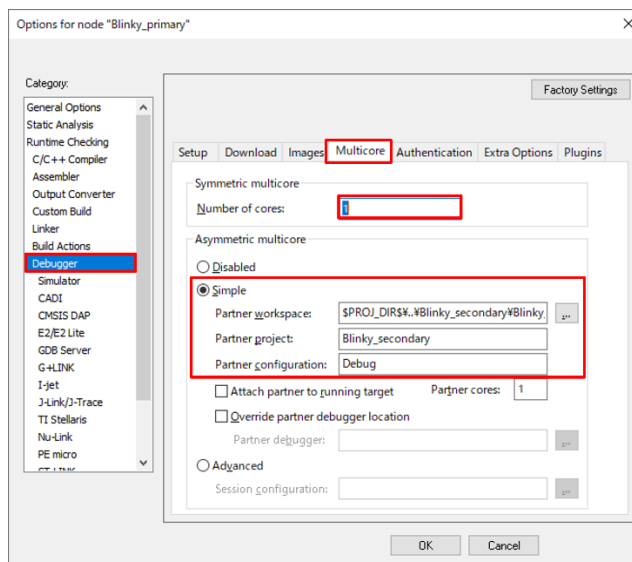 Options for node "Blinky_primary"
Category:
Factory Settings
General Options
Static Analysis
Runtime Checking
C/C++ Compiler
Assembler
Output Converter
Custom Build
Linker
Build Actions
Debugger
Simulator
CADI
CMSIS DAP
E2/E2 Lite
GDB Server
G+LINK
I-jet
J-Link/J-Trace
TI Stellaris
Nu-Link
PE micro
ST-LINK
Setup Download Images Multicore Authentication Extra Options Plugins
Symmetric multicore
Number of cores: 1
Asymmetric multicore
Disabled
Simple
Partner workspace: $PROJ_DIR$¥..¥Blinky_secondary¥Blinky_ ...
Partner project: Blinky_secondary
Partner configuration: Debug
Attach partner to running target Partner cores: 1
Override partner debugger location
Partner debugger: ...
Advanced
Session configuration: ...
OK Cancel